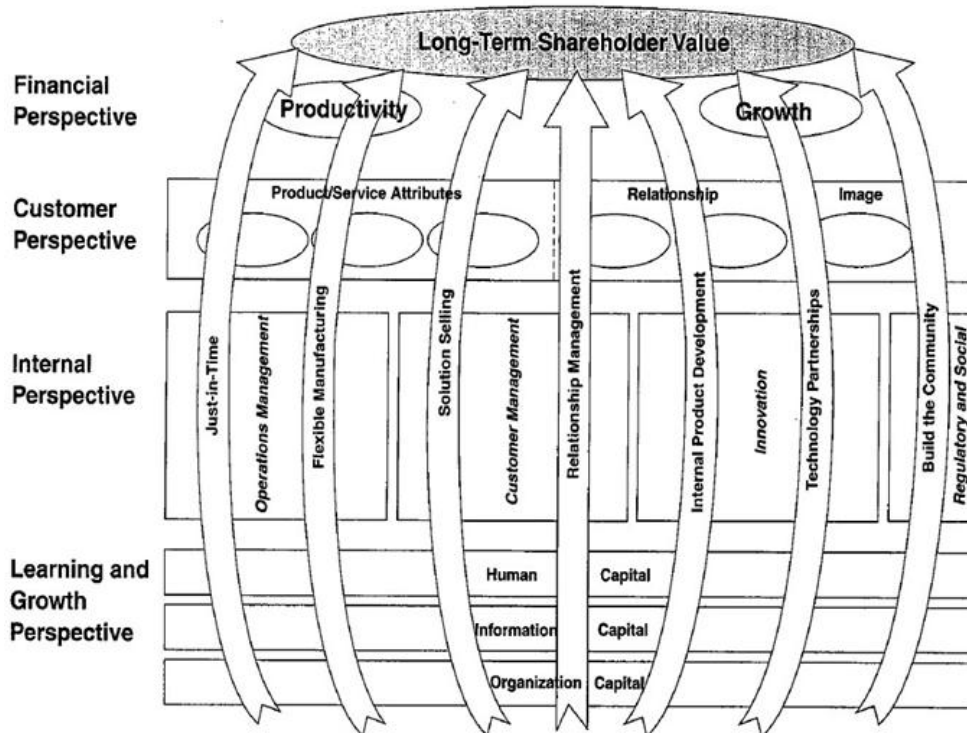 Long-Term Shareholder Value
Financial
Perspective
Productivity
Growth
Customer
Perspective
Product/Service Attributes
Relationship
Image
Internal
Perspective
Just-in-Time
Operations Management
Flexible Manufacturing
Solution Selling
Customer Management
Relationship Management
Internal Product Development
Innovation
Technology Partnerships
Build the Community
Regulatory and Social
Learning and
Growth
Perspective
Human Capital
Information Capital
Organization Capital